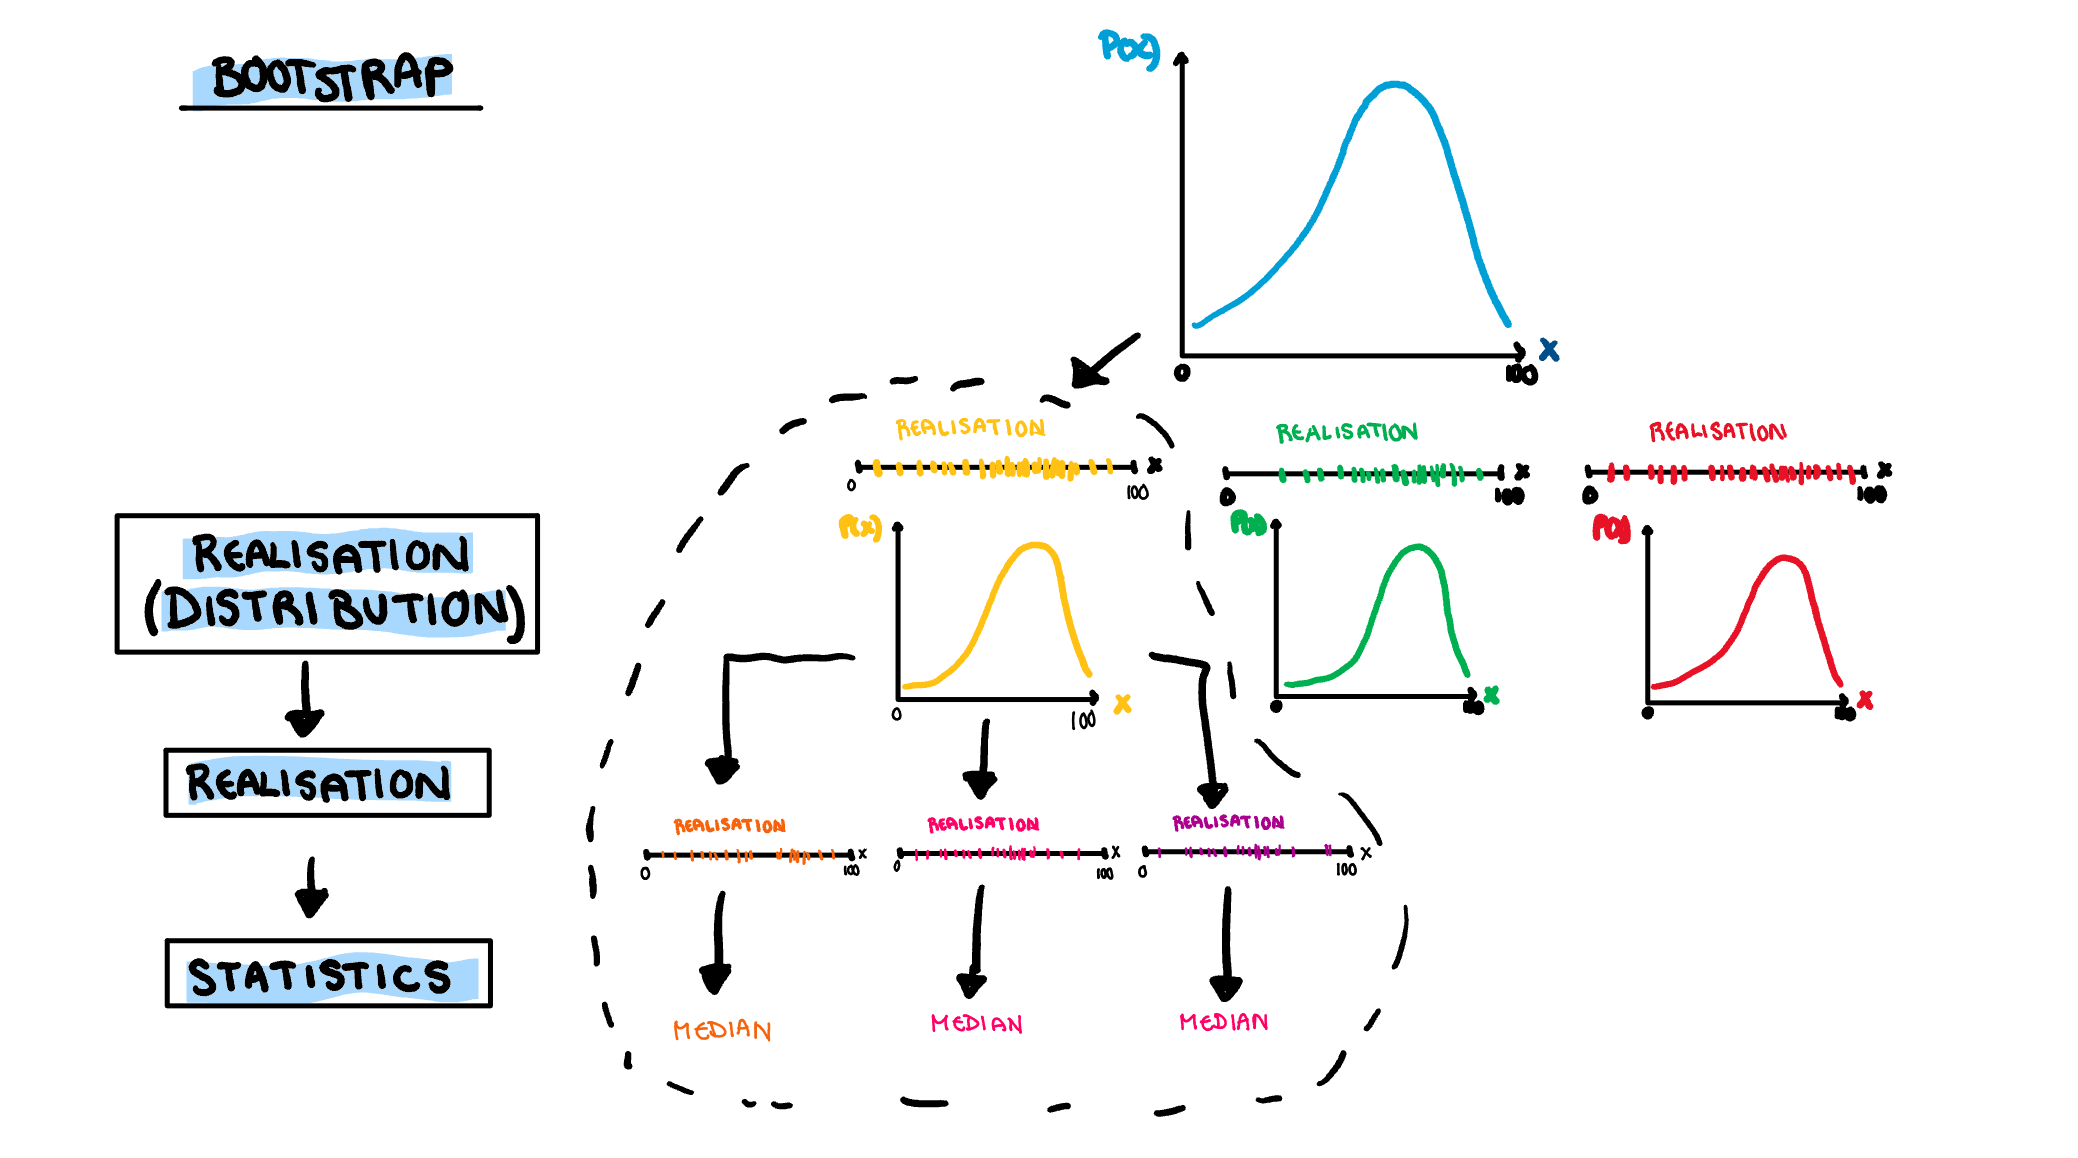 BOOTSTRAP
P(x)
x
0
100
REALISATION
x
0
100
REALISATION
x
0
100
REALISATION
x
0
100
P(x)
x
0
100
P(x)
x
0
100
P(x)
x
0
100
REALISATION
(DISTRIBUTION)
REALISATION
STATISTICS
REALISATION
x
0
100
REALISATION
x
0
100
REALISATION
x
0
100
MEDIAN
MEDIAN
MEDIAN